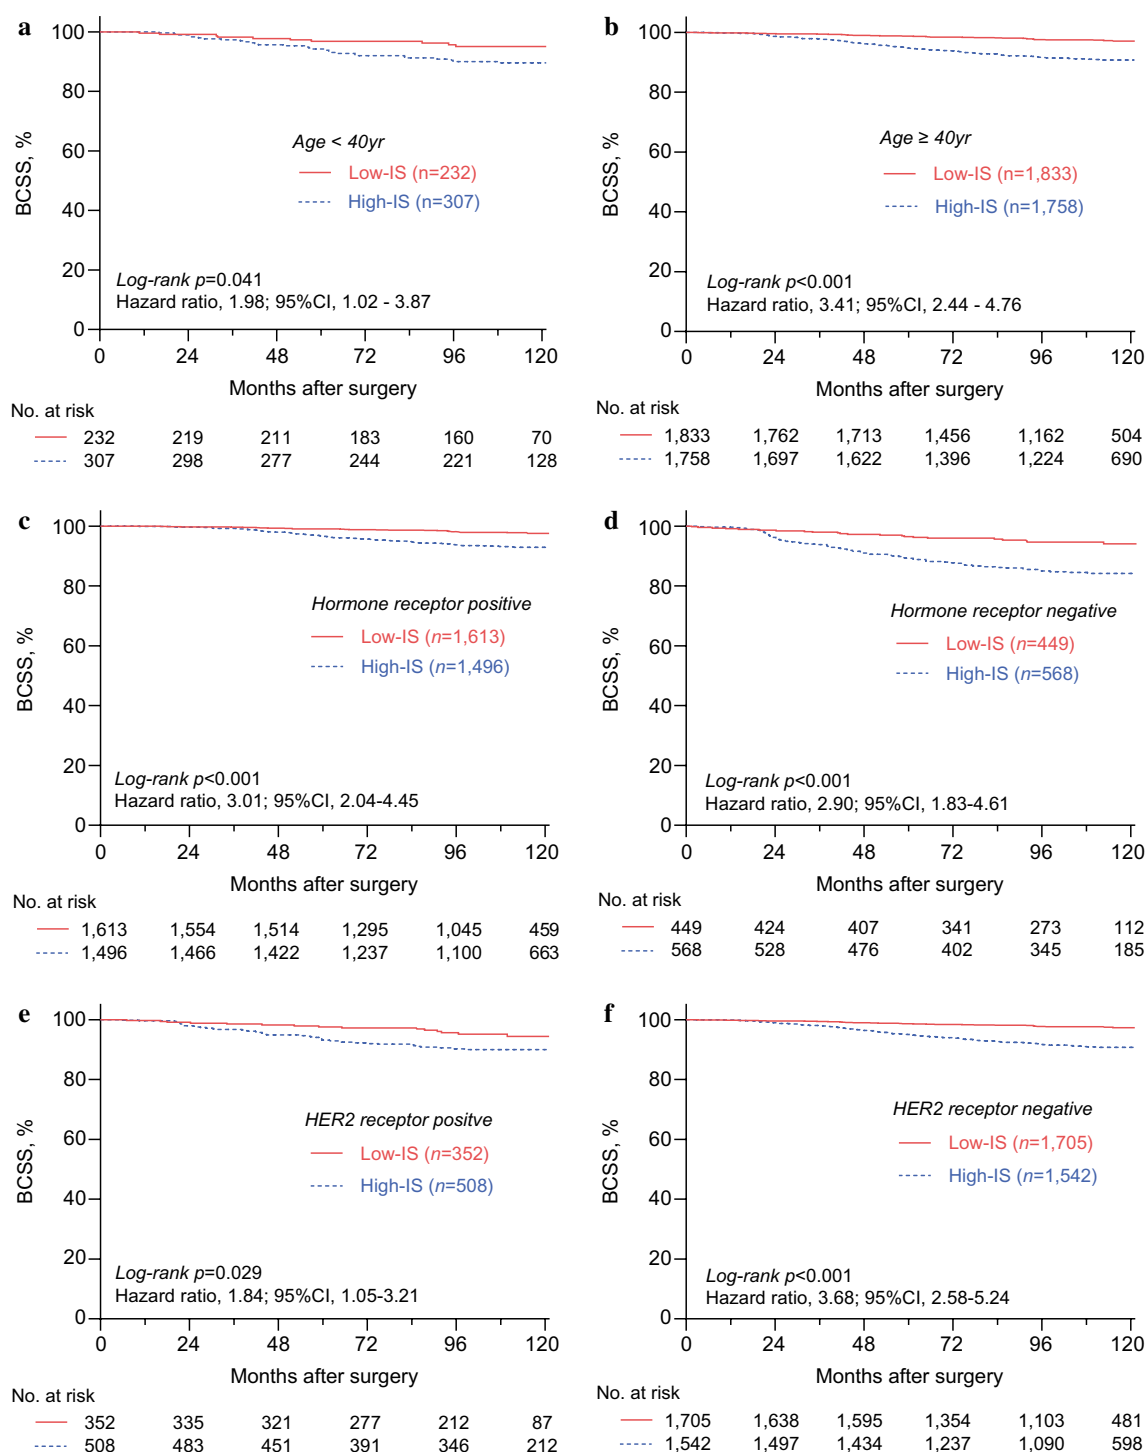 a
100
80
60
40
20
0
BCSS, %
Age < 40yr
Low-IS (n=232)
High-IS (n=307)
Log-rank p=0.041
Hazard ratio, 1.98; 95%CI, 1.02 - 3.87
0 24 48 72 96 120
Months after surgery
No. at risk
232 219 211 183 160 70
307 298 277 244 221 128
b
100
80
60
40
20
0
BCSS, %
Age ≥ 40yr
Low-IS (n=1,833)
High-IS (n=1,758)
Log-rank p<0.001
Hazard ratio, 3.41; 95%CI, 2.44 - 4.76
0 24 48 72 96 120
Months after surgery
No. at risk
1,833 1,762 1,713 1,456 1,162 504
1,758 1,697 1,622 1,396 1,224 690
c
100
80
60
40
20
0
BCSS, %
Hormone receptor positive
Low-IS (n=1,613)
High-IS (n=1,496)
Log-rank p<0.001
Hazard ratio, 3.01; 95%CI, 2.04-4.45
0 24 48 72 96 120
Months after surgery
No. at risk
1,613 1,554 1,514 1,295 1,045 459
1,496 1,466 1,422 1,237 1,100 663
d
100
80
60
40
20
0
BCSS, %
Hormone receptor negative
Low-IS (n=449)
High-IS (n=568)
Log-rank p<0.001
Hazard ratio, 2.90; 95%CI, 1.83-4.61
0 24 48 72 96 120
Months after surgery
No. at risk
449 424 407 341 273 112
568 528 476 402 345 185
e
100
80
60
40
20
0
BCSS, %
HER2 receptor positve
Low-IS (n=352)
High-IS (n=508)
Log-rank p=0.029
Hazard ratio, 1.84; 95%CI, 1.05-3.21
0 24 48 72 96 120
Months after surgery
No. at risk
352 335 321 277 212 87
508 483 451 391 346 212
f
100
80
60
40
20
0
BCSS, %
HER2 receptor negative
Low-IS (n=1,705)
High-IS (n=1,542)
Log-rank p<0.001
Hazard ratio, 3.68; 95%CI, 2.58-5.24
0 24 48 72 96 120
Months after surgery
No. at risk
1,705 1,638 1,595 1,354 1,103 481
1,542 1,497 1,434 1,237 1,090 599